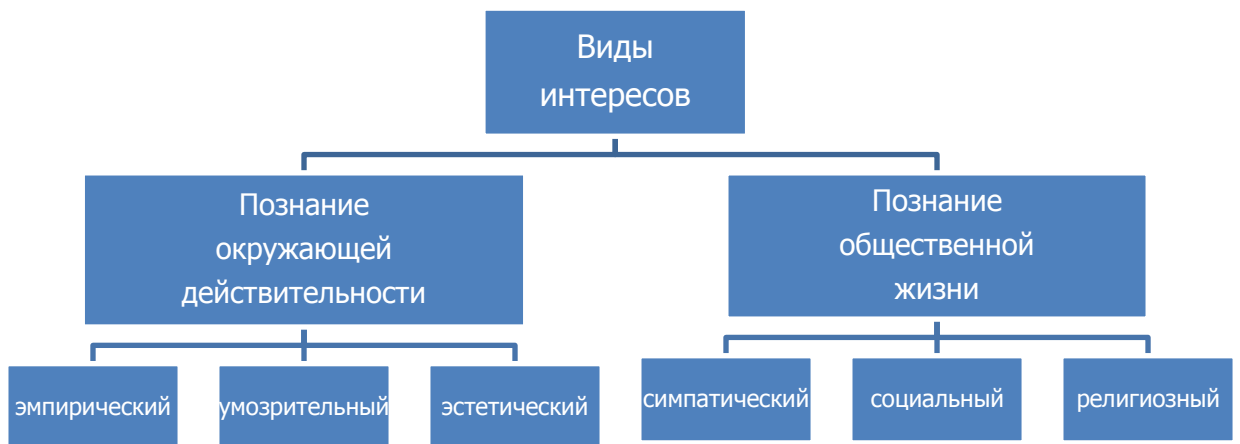 Виды
интересов
Познание
окружающей
действительности
Познание
общественной
жизни
эмпирический
умозрительный
эстетический
симпатический
социальный
религиозный